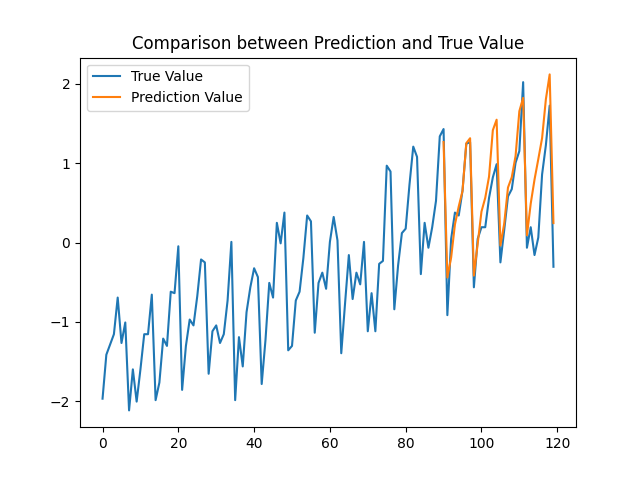 Comparison between Prediction and True Value
True Value
Prediction Value
2
1
0
−1
−2
0 20 40 60 80 100 120